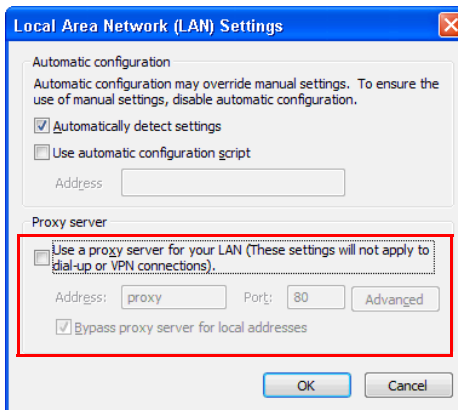 Local Area Network (LAN) Settings
Automatic configuration
Automatic configuration may override manual settings. To ensure the
use of manual settings, disable automatic configuration.
Automatically detect settings
Use automatic configuration script
Address
Proxy server
Use a proxy server for your LAN (These settings will not apply to
dial-up or VPN connections).
Address: proxy Port: 80 Advanced
Bypass proxy server for local addresses
OK Cancel